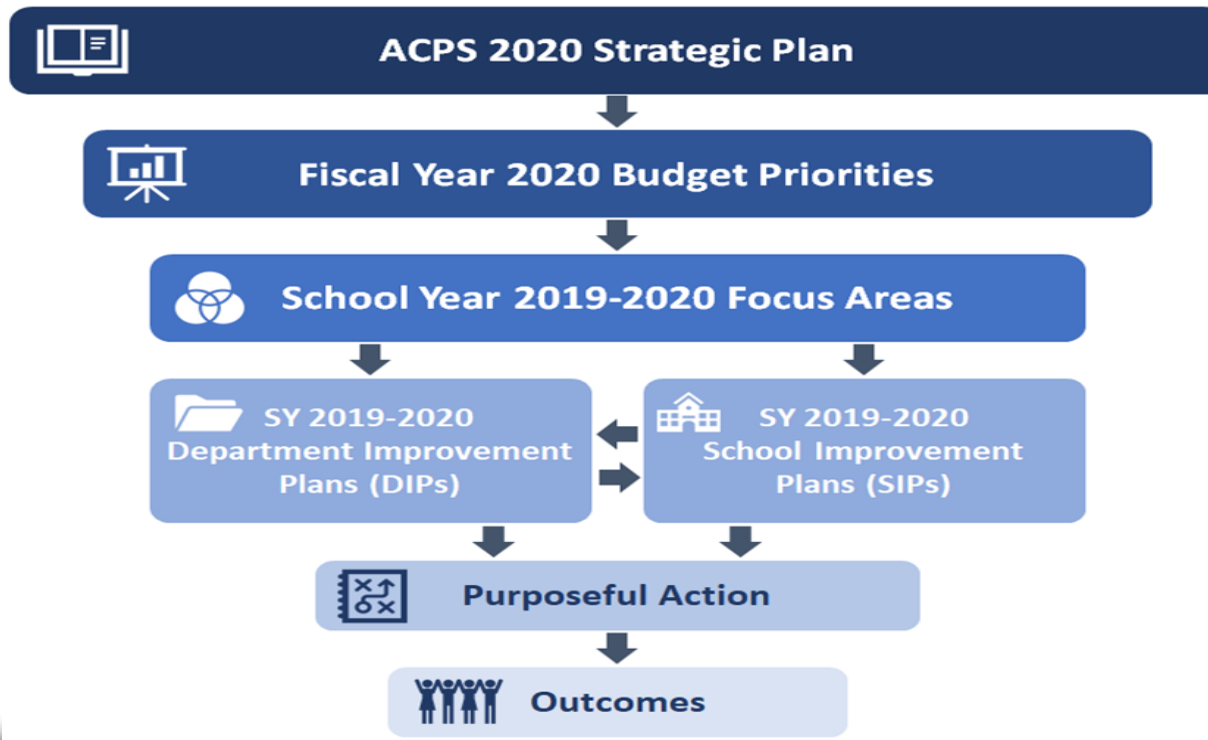 ACPS 2020 Strategic Plan
Fiscal Year 2020 Budget Priorities
School Year 2019-2020 Focus Areas
SY 2019-2020
Department Improvement
Plans (DIPs)
SY 2019-2020
School Improvement
Plans (SIPs)
Purposeful Action
Outcomes